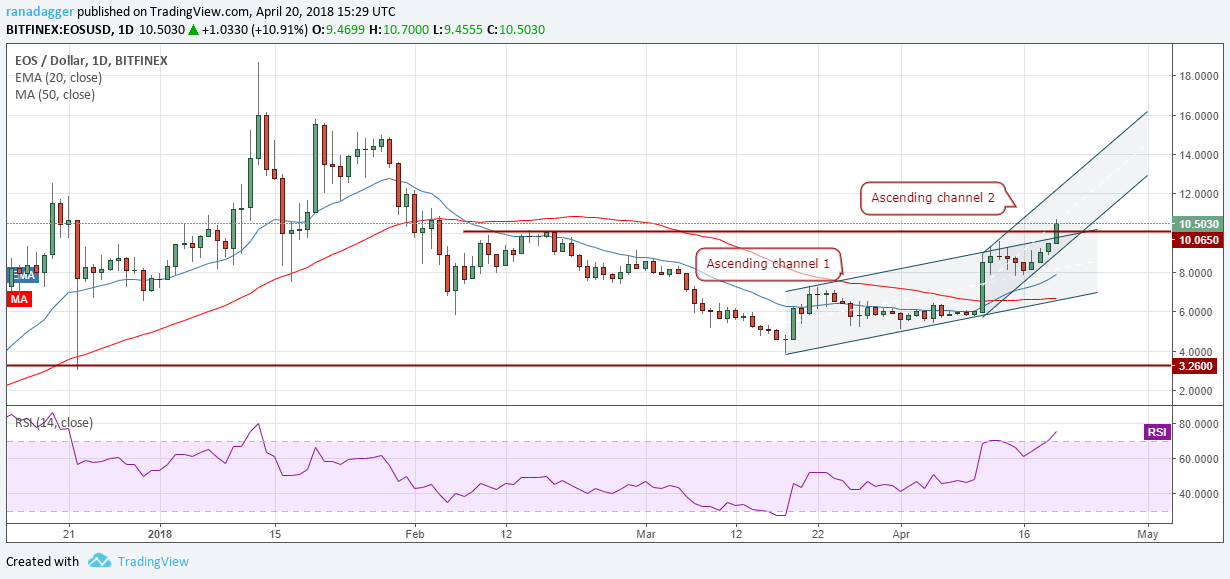 ranadagger published on TradingView.com, April 20, 2018 15:29 UTC
BITFINEX:EOSUSD, 1D 10.5030 ▲ +1.0330 (+10.91%) O:9.4699 H:10.7000 L:9.4555 C:10.5030
EOS / Dollar, 1D, BITFINEX
EMA (20, close)
MA (50, close)
18.0000
16.0000
14.0000
12.0000
Ascending channel 2
10.5030
10.0650
Ascending channel 1
8.0000
EMA
MA
6.0000
4.0000
3.2600
2.0000
RSI (14, close)
80.0000
RSI
60.0000
40.0000
21 2018 15 Feb 12 Mar 12 22 Apr 16 May
Created with TradingView